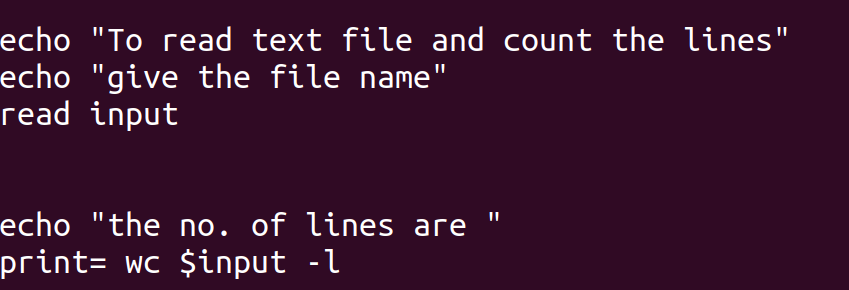 echo "To read text file and count the lines"
echo "give the file name"
read input
echo "the no. of lines are "
print= wc $input -l